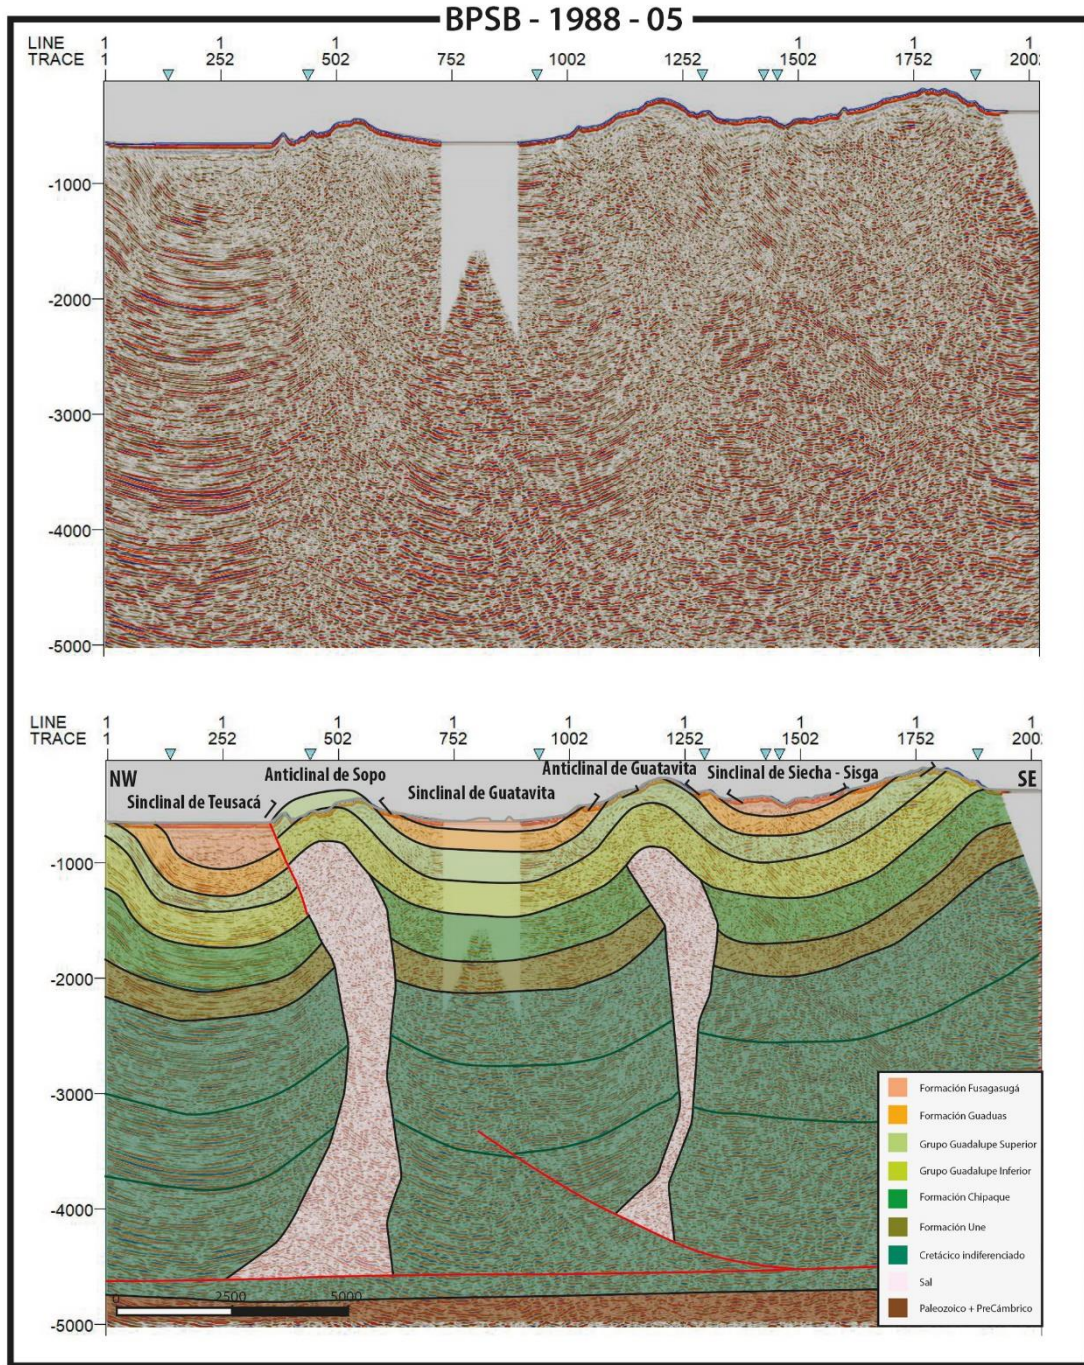 BPSB - 1988 - 05
LINE 1 1 1 1 1 1 1 1 1
TRACE 1 252 502 752 1002 1252 1502 1752 2002
-1000
-2000
-3000
-4000
-5000
LINE 1 1 1 1 1 1 1 1 1
TRACE 1 252 502 752 1002 1252 1502 1752 2002
NW Anticlinal de Sopo Anticlinal de Guatavita Sinclinal de Siecha - Sisga SE
Sinclinal de Teusacá Sinclinal de Guatavita
-1000
-2000
-3000
Formación Fusagasugá
Formación Guaduas
Grupo Guadalupe Superior
Grupo Guadalupe Inferior
-4000
Formación Chipaque
Formación Une
Cretácico indiferenciado
Sal
0 2500 5000
Paleozoico + PreCámbrico
-5000